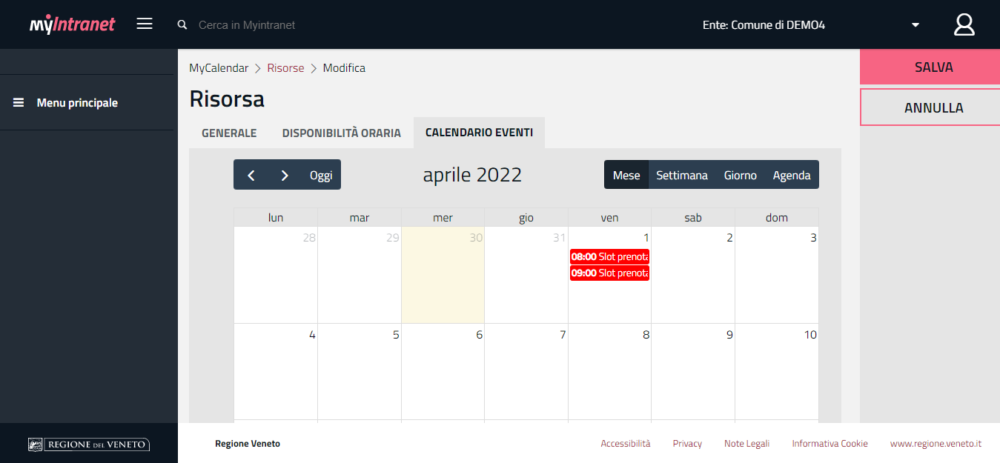 myIntranet
Cerca in Myintranet
Ente: Comune di DEMO4
Menu principale
MyCalendar > Risorse > Modifica
Risorsa
GENERALE DISPONIBILITÀ ORARIA CALENDARIO EVENTI
Oggi
aprile 2022
Mese Settimana Giorno Agenda
lun mar mer gio ven sab dom
28 29 30 31 1 2 3
08:00 Slot prenota
09:00 Slot prenota
4 5 6 7 8 9 10
SALVA
ANNULLA
REGIONE DEL VENETO
Regione Veneto
Accessibilità Privacy Note Legali Informativa Cookie www.regione.veneto.it